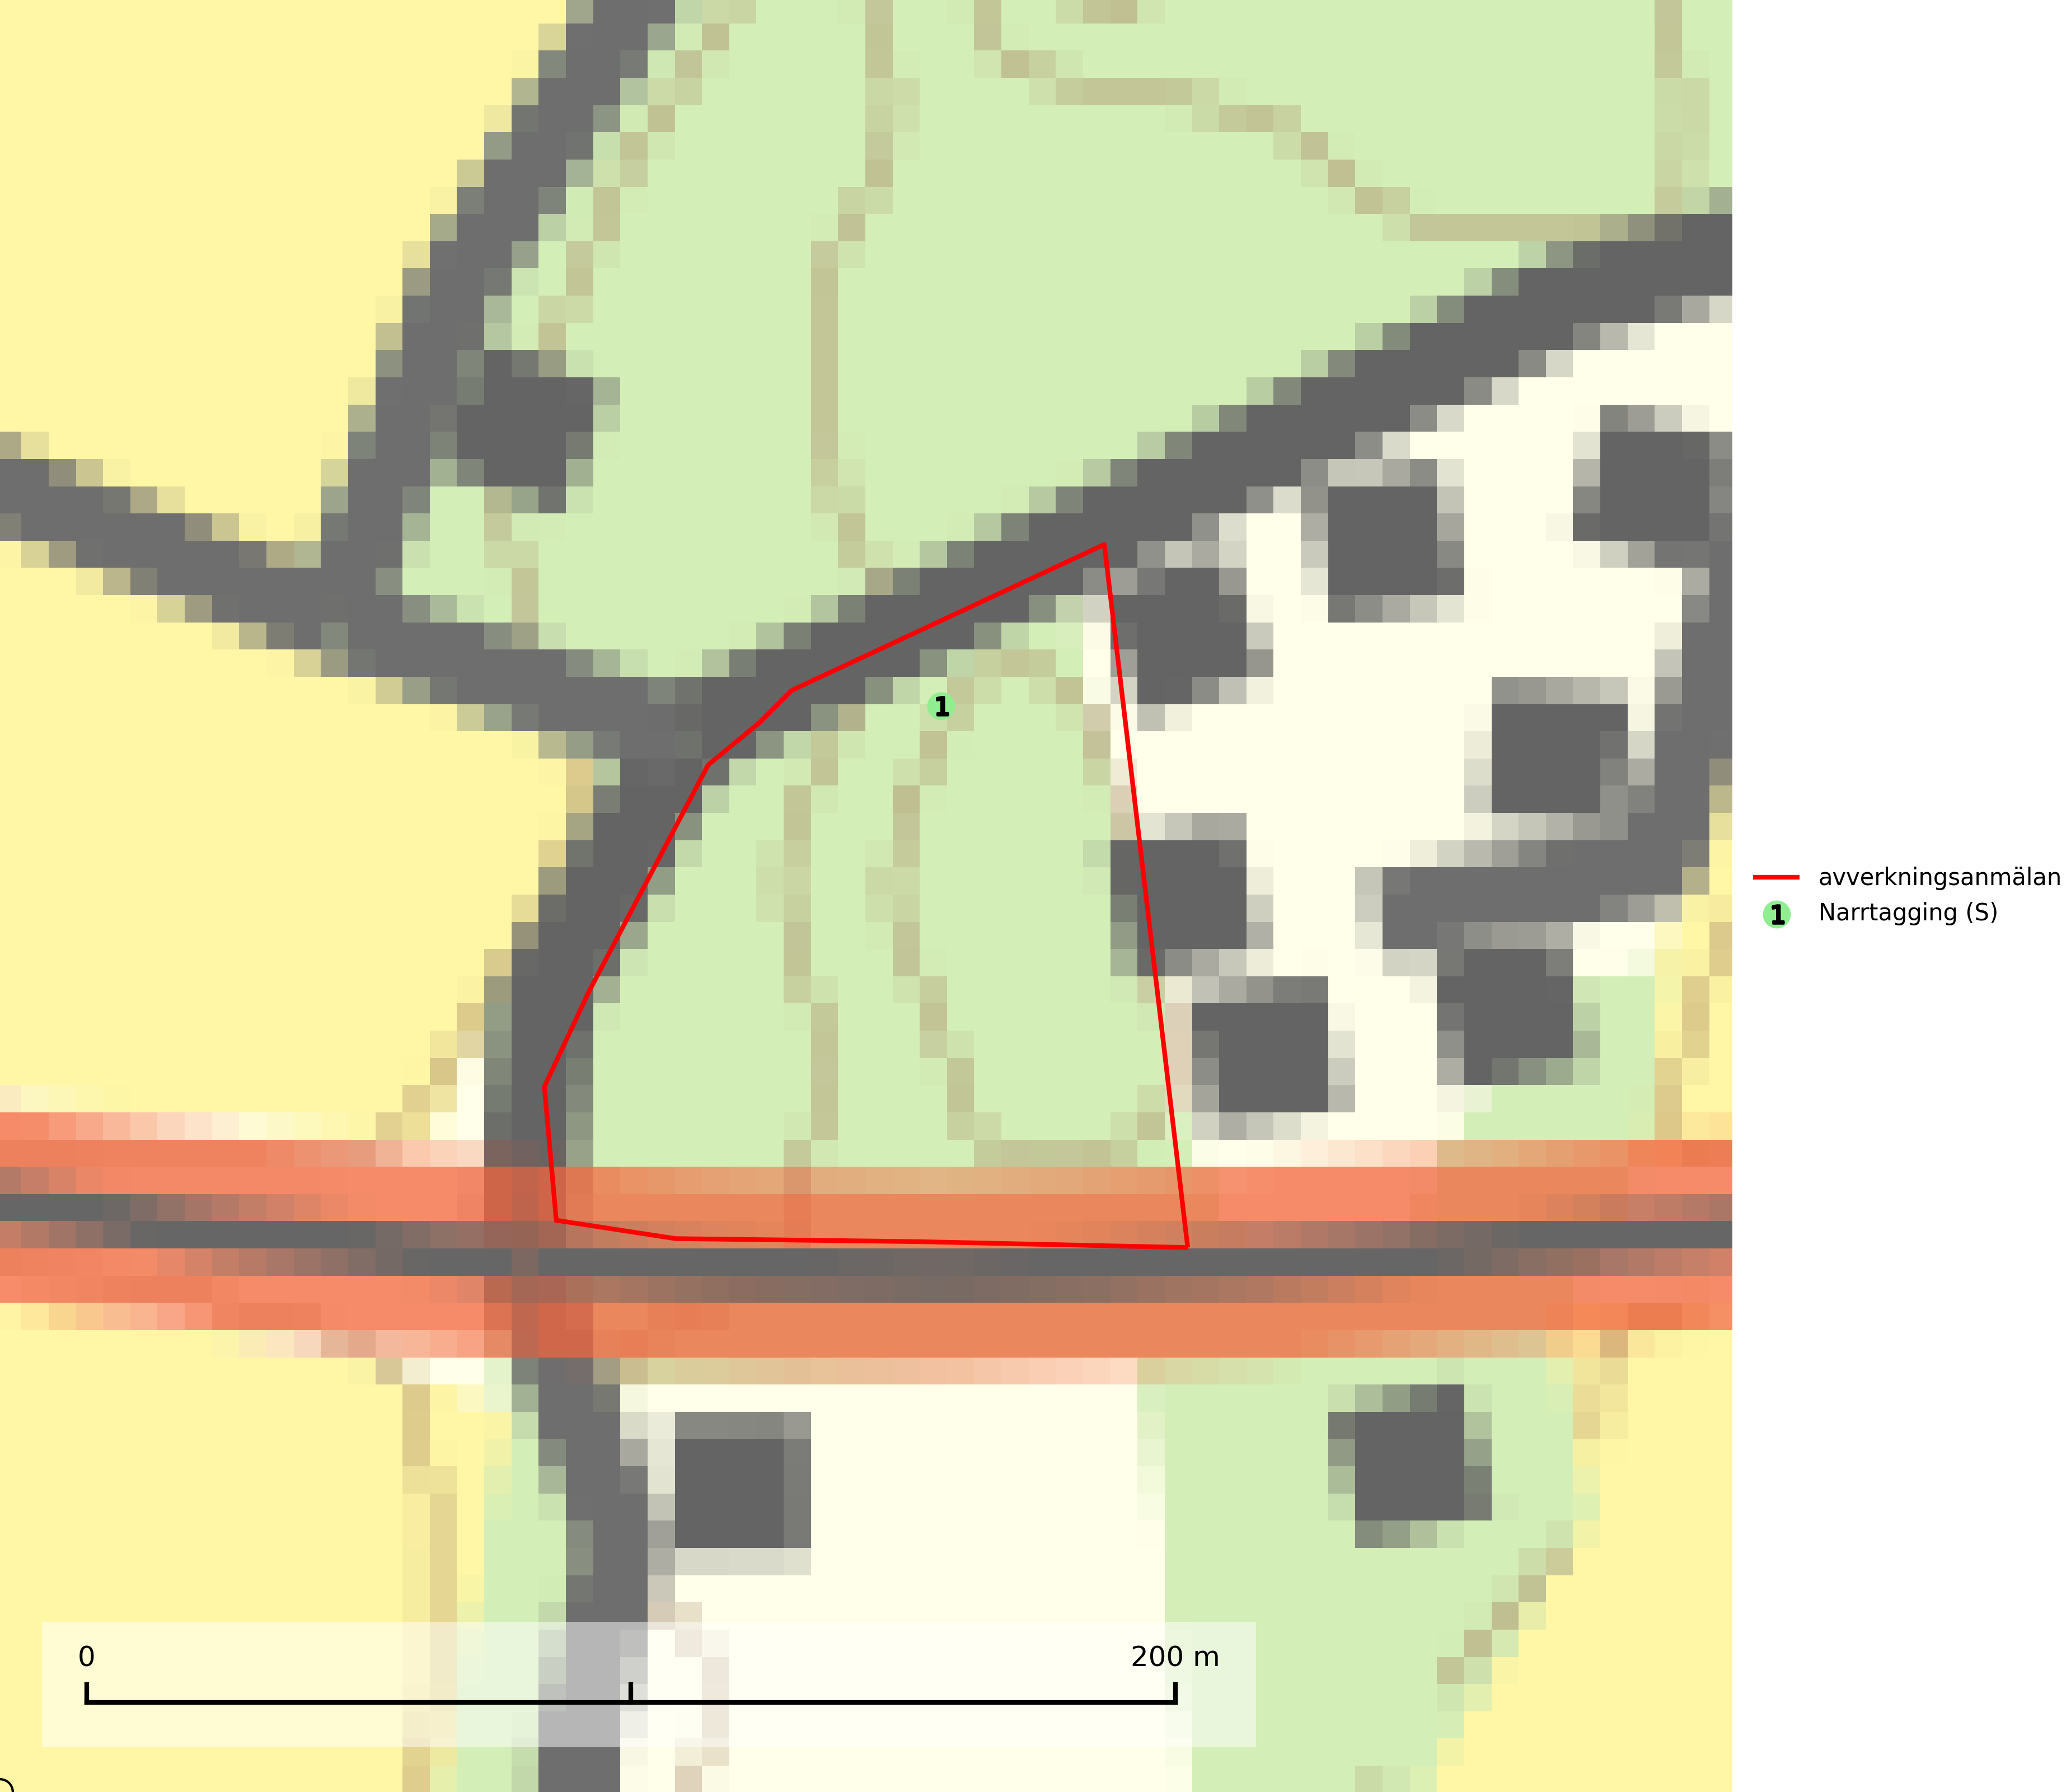 1
avverkningsanmälan
1 Narrtagging (S)
0 200 m